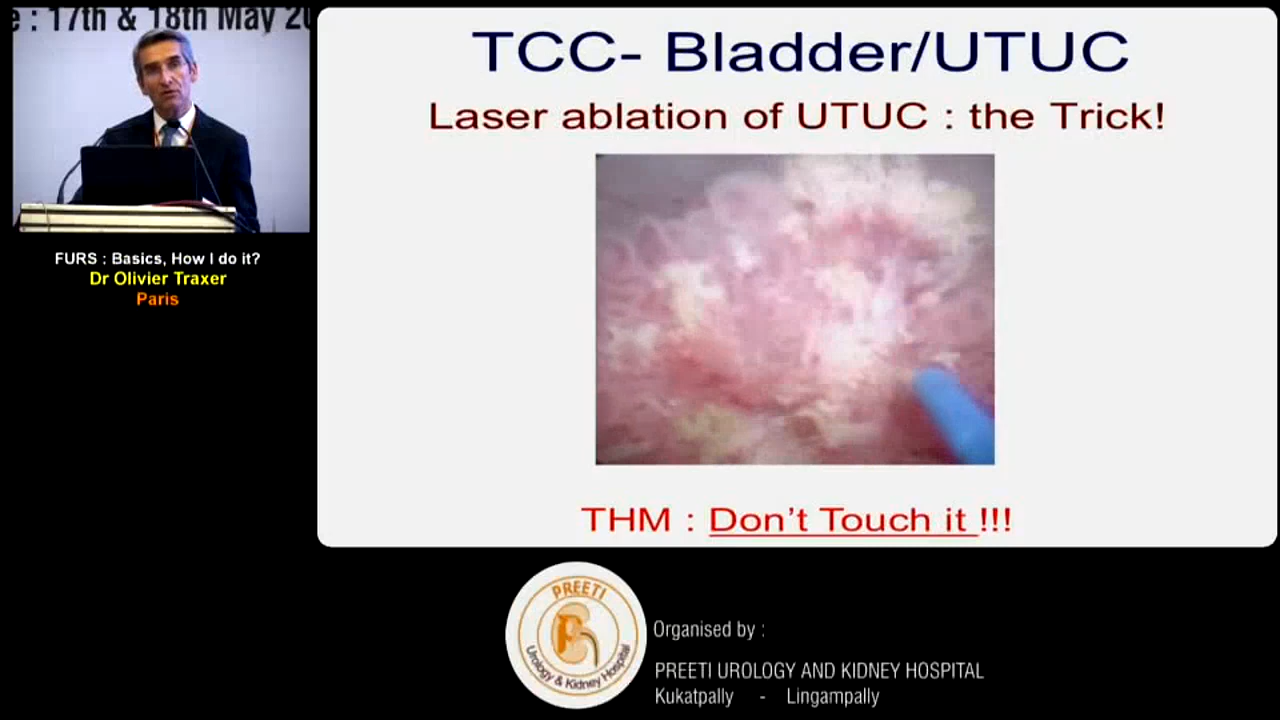 e : 17th & 18th May 20
FURS : Basics, How I do it?
Dr Olivier Traxer
Paris
TCC- Bladder/UTUC
Laser ablation of UTUC : the Trick!
THM : Don't Touch it !!!
PREETI
Urology & Kidney Hospital
Organised by :
PREETI UROLOGY AND KIDNEY HOSPITAL
Kukatpally - Lingampally